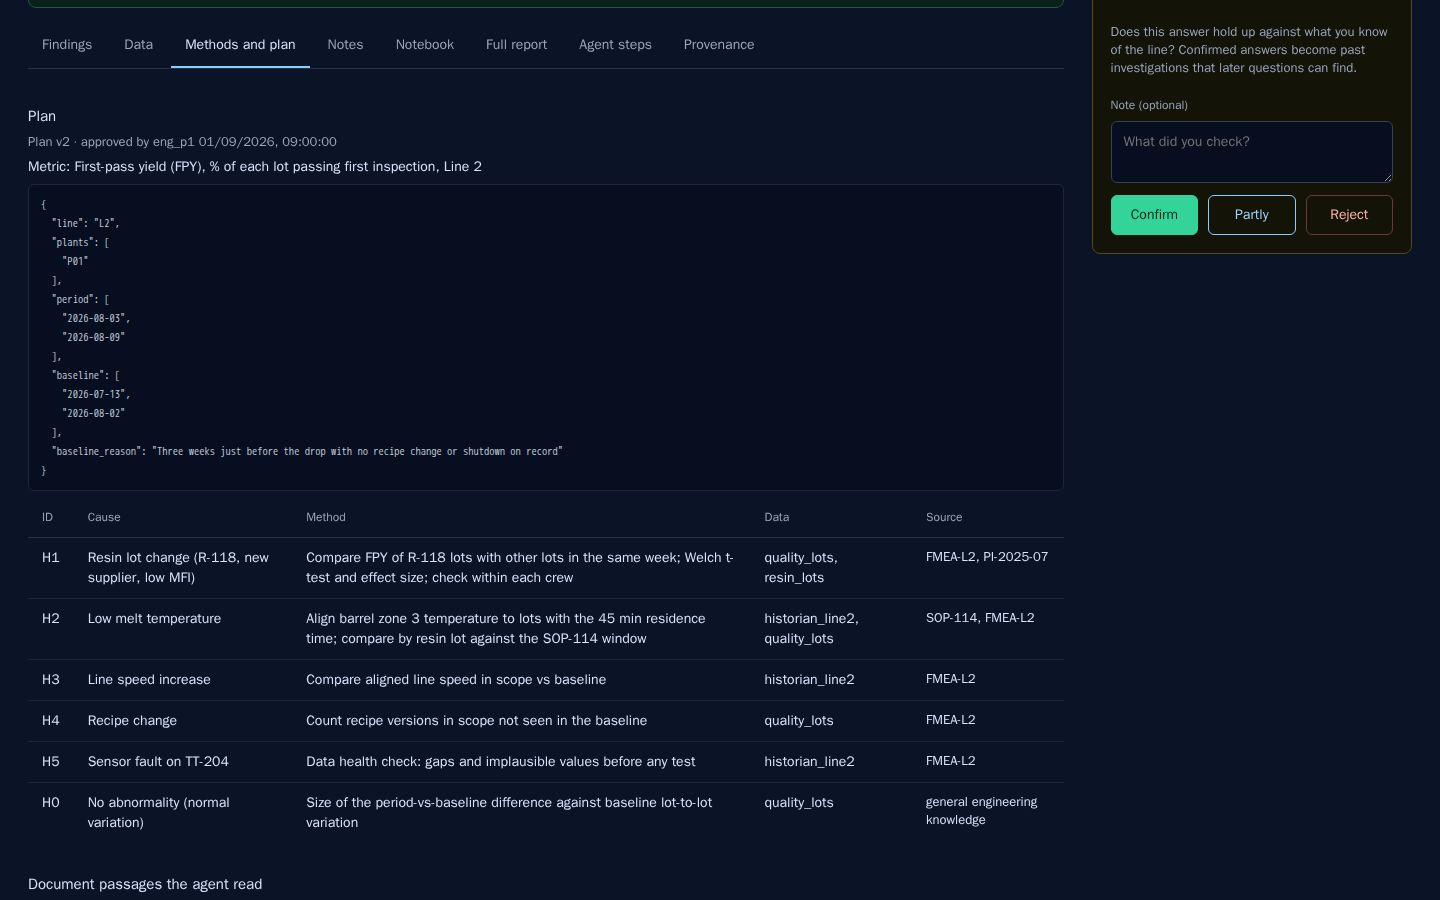 Findings
Data
Methods and plan
Notes
Notebook
Full report
Agent steps
Provenance
Plan
Plan v2 · approved by eng_p1 01/09/2026, 09:00:00
Metric: First-pass yield (FPY), % of each lot passing first inspection, Line 2
{
"line": "L2",
"plants": [
"P01"
],
"period": [
"2026-08-03",
"2026-08-09"
],
"baseline": [
"2026-07-13",
"2026-08-02"
],
"baseline_reason": "Three weeks just before the drop with no recipe change or shutdown on record"
}
ID
Cause
Method
Data
Source
H1
Resin lot change (R-118, new
supplier, low MFI)
Compare FPY of R-118 lots with other lots in the same week; Welch t-
test and effect size; check within each crew
quality_lots,
resin_lots
FMEA-L2, PI-2025-07
H2
Low melt temperature
Align barrel zone 3 temperature to lots with the 45 min residence
time; compare by resin lot against the SOP-114 window
historian_line2,
quality_lots
SOP-114, FMEA-L2
H3
Line speed increase
Compare aligned line speed in scope vs baseline
historian_line2
FMEA-L2
H4
Recipe change
Count recipe versions in scope not seen in the baseline
quality_lots
FMEA-L2
H5
Sensor fault on TT-204
Data health check: gaps and implausible values before any test
historian_line2
FMEA-L2
H0
No abnormality (normal
variation)
Size of the period-vs-baseline difference against baseline lot-to-lot
variation
quality_lots
general engineering
knowledge
Document passages the agent read
Does this answer hold up against what you know
of the line? Confirmed answers become past
investigations that later questions can find.
Note (optional)
What did you check?
Confirm
Partly
Reject